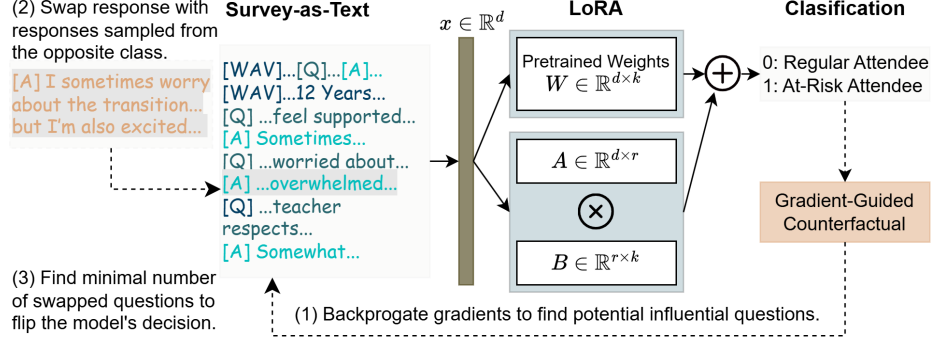 (2) Swap response with
responses sampled from
the opposite class.
[A] I sometimes worry
about the transition...
but I'm also excited...
(3) Find minimal number
of swapped questions to
flip the model's decision.
Survey-as-Text
[WAV]...[Q]...[A]...
[WAV]...12 Years...
[Q] ...feel supported...
[A] Sometimes...
[Q] ...worried about...
[A] ...overwhelmed...
[Q] ...teacher
respects...
[A] Somewhat...
x ∈ ℝ^d
LoRA
Pretrained Weights
W ∈ ℝ^{d×k}
A ∈ ℝ^{d×r}
B ∈ ℝ^{r×k}
Clasification
0: Regular Attendee
1: At-Risk Attendee
Gradient-Guided
Counterfactual
(1) Backprogate gradients to find potential influential questions.